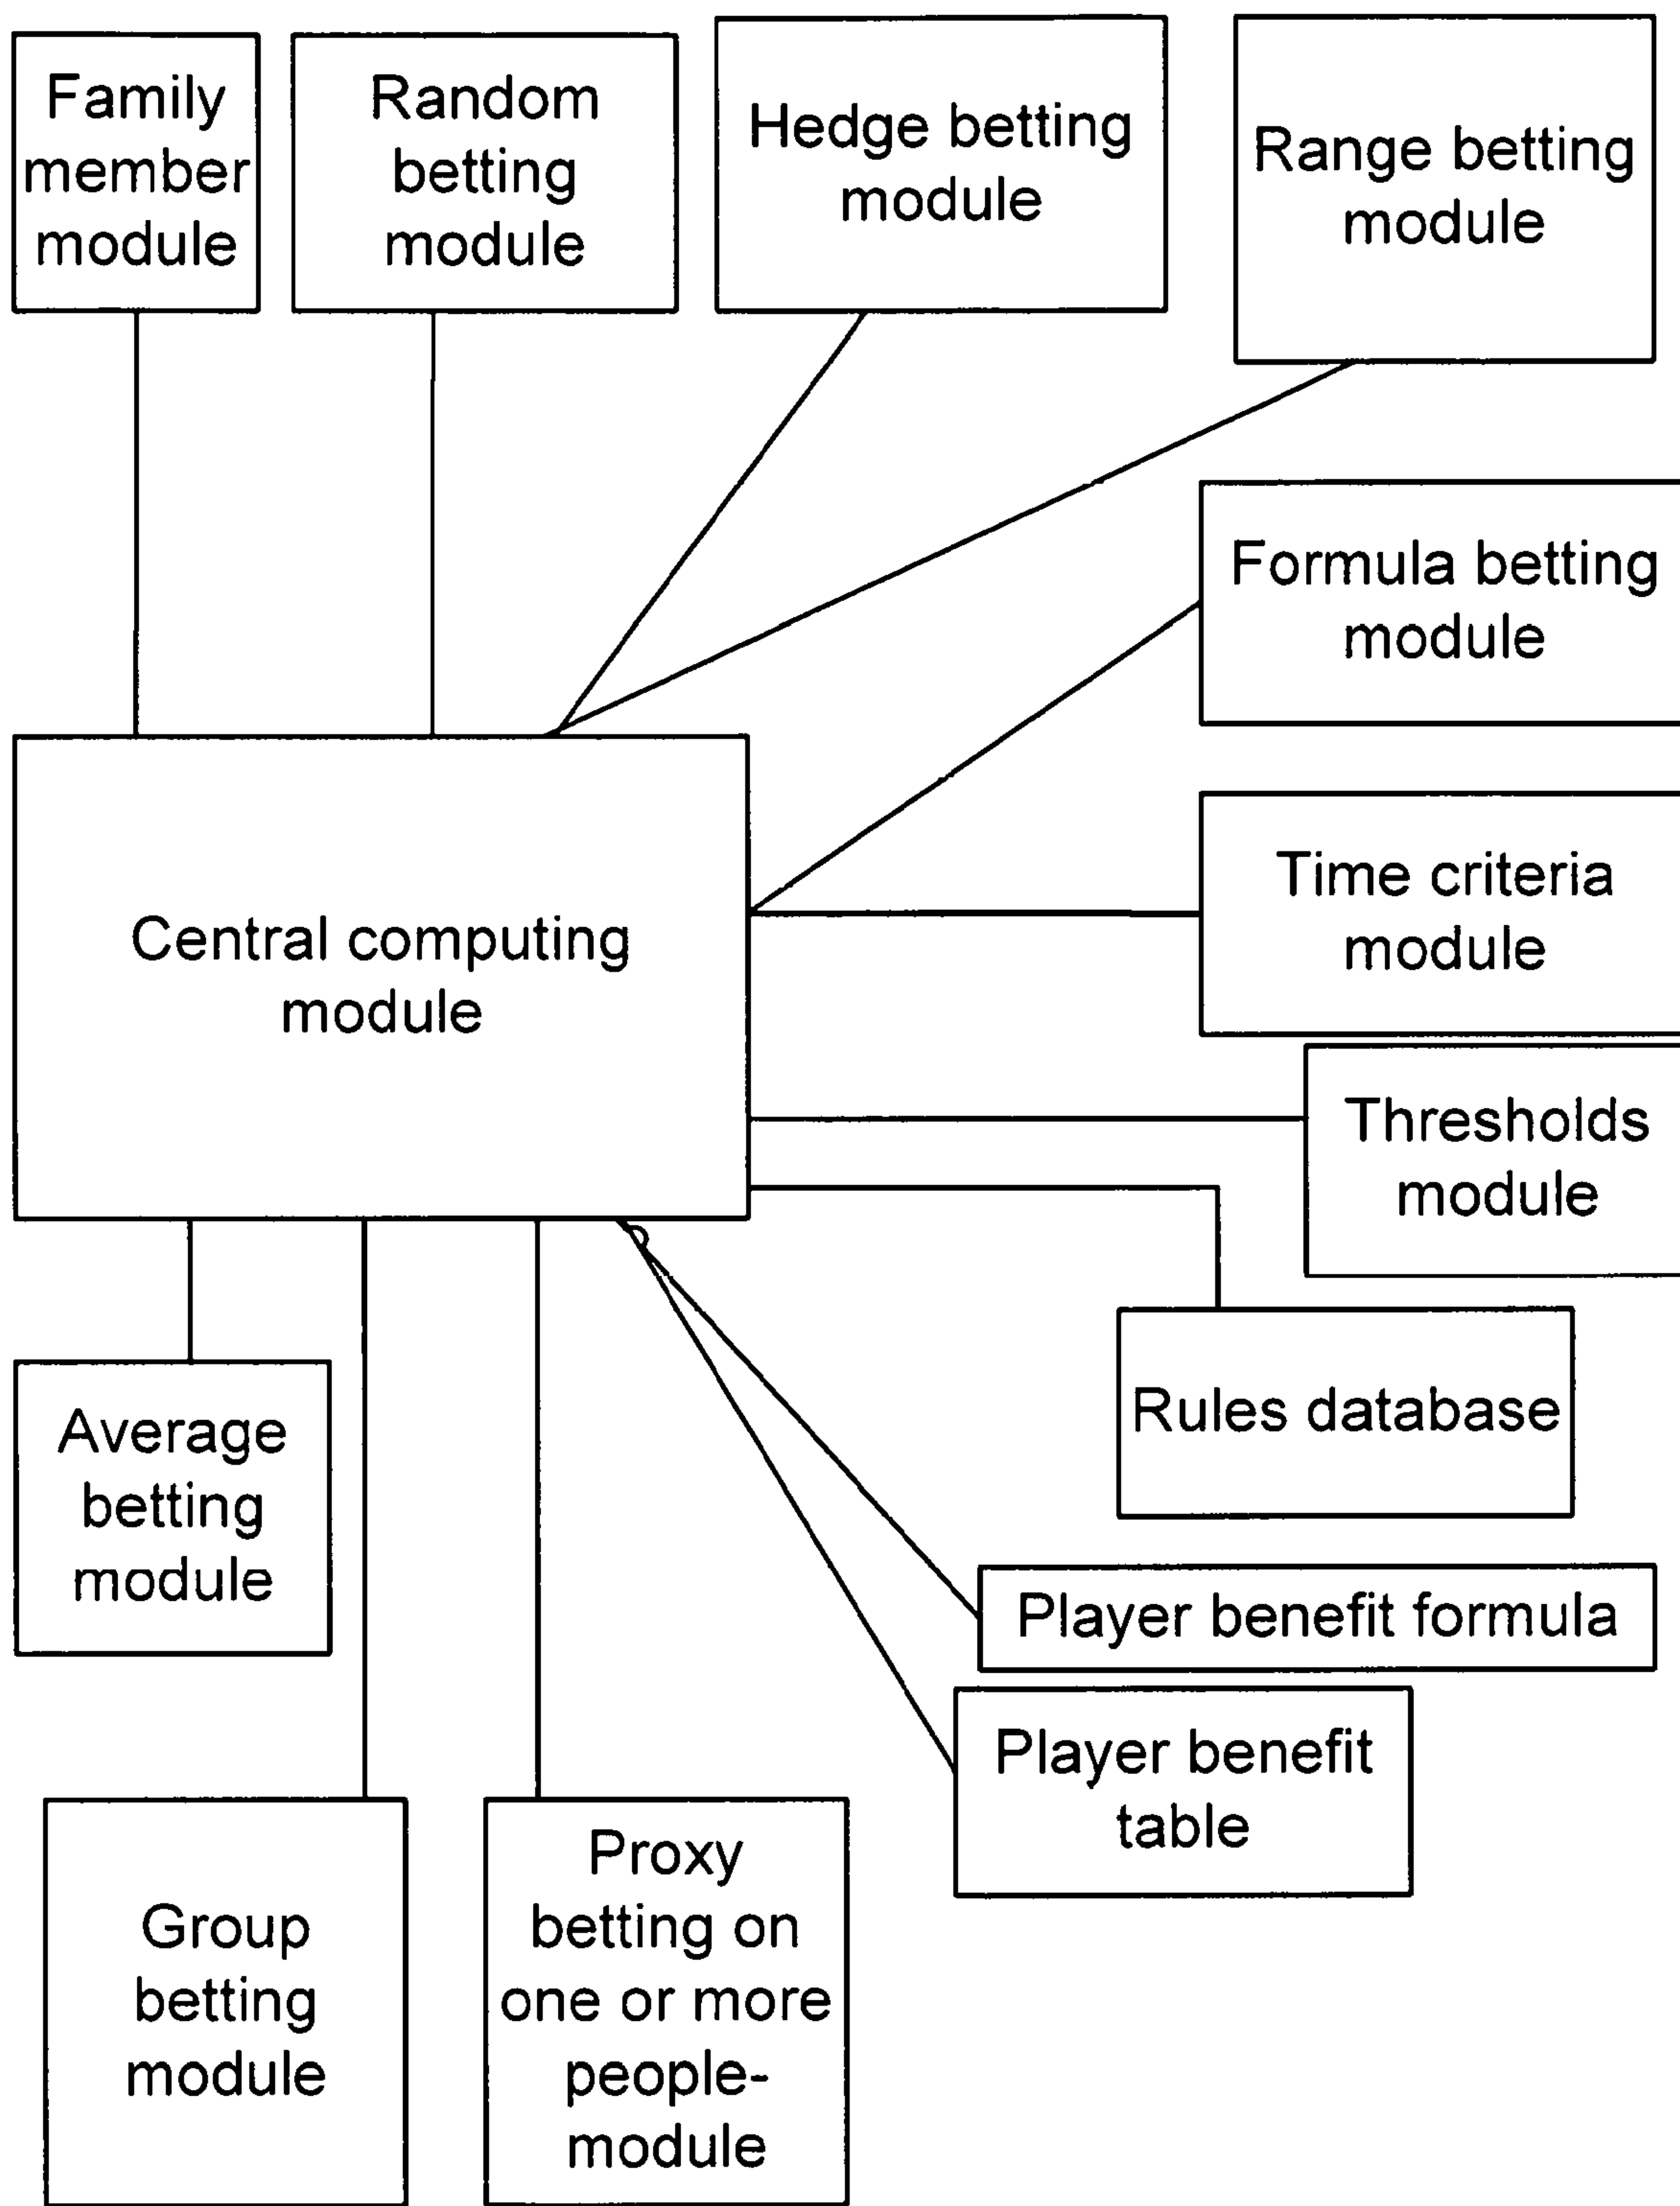 Family
member
module
Random
betting
module
Hedge betting
module
Range betting
module
Formula betting
module
Time criteria
module
Central computing
module
Thresholds
module
Rules database
Average
betting
module
Player benefit formula
Player benefit
table
Group
betting
module
Proxy
betting on
one or more
people-
module